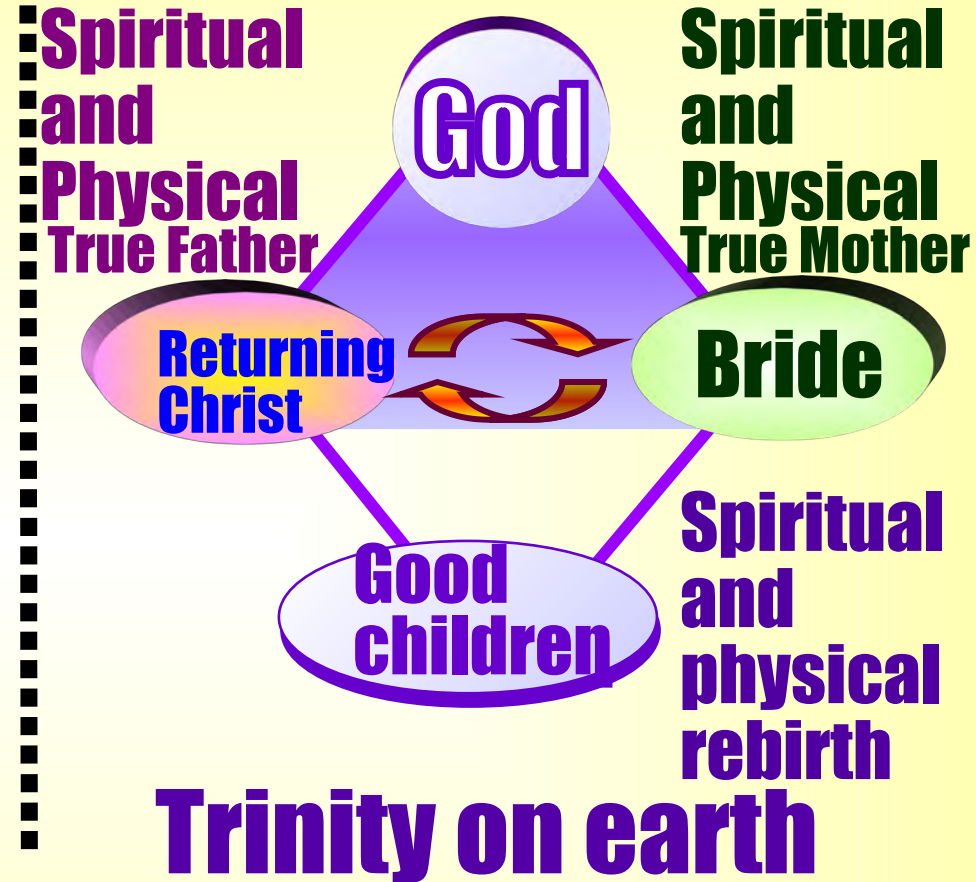 Spiritual
and
Physical
True Father
God
Spiritual
and
Physical
True Mother
Returning
Christ
Bride
Good
children
Spiritual
and
physical
rebirth
Trinity on earth